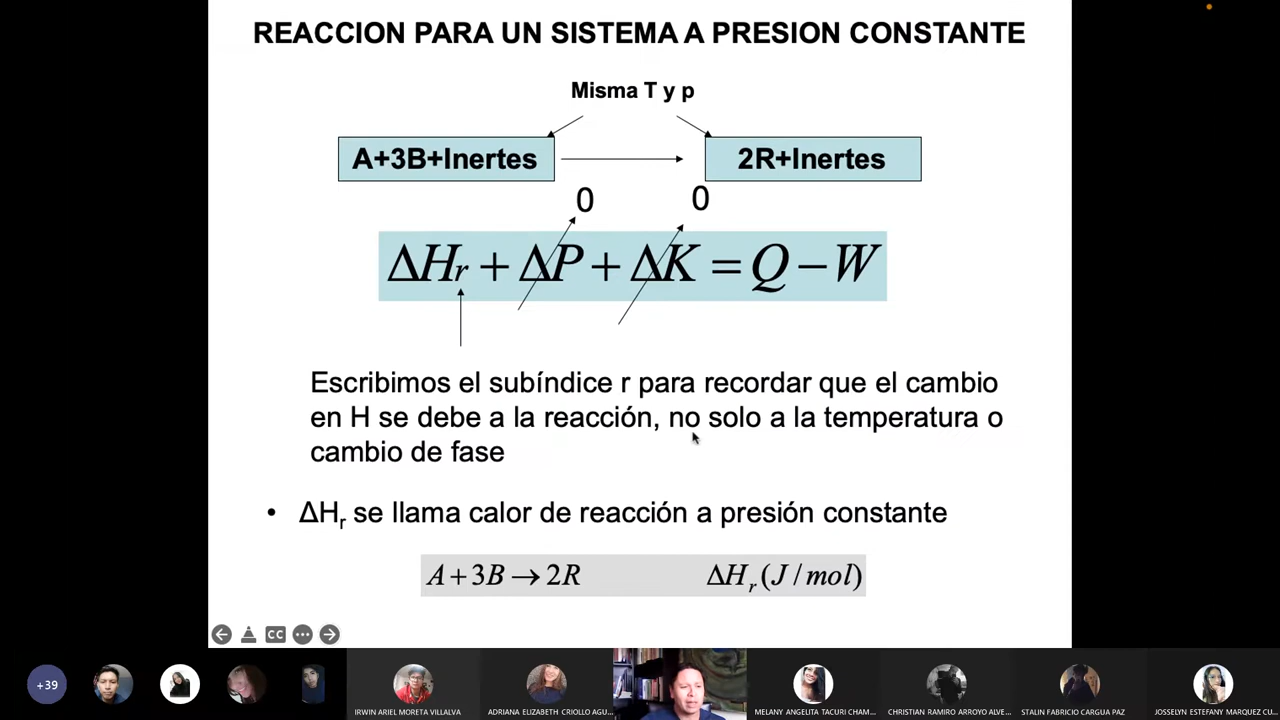 REACCION PARA UN SISTEMA A PRESION CONSTANTE
Misma T y p
A+3B+Inertes
2R+Inertes
0
0
ΔHr + ΔP + ΔK = Q − W
Escribimos el subíndice r para recordar que el cambio
en H se debe a la reacción, no solo a la temperatura o
cambio de fase
• ΔHr se llama calor de reacción a presión constante
A + 3B → 2R
ΔHr (J / mol)
CC
+39
IRWIN ARIEL MORETA VILLALVA
ADRIANA ELIZABETH CRIOLLO AGU...
MELANY ANGELITA TACURI CHAM...
CHRISTIAN RAMIRO ARROYO ALVE...
STALIN FABRICIO CARGUA PAZ
JOSSELYN ESTEFANY MARQUEZ CU...